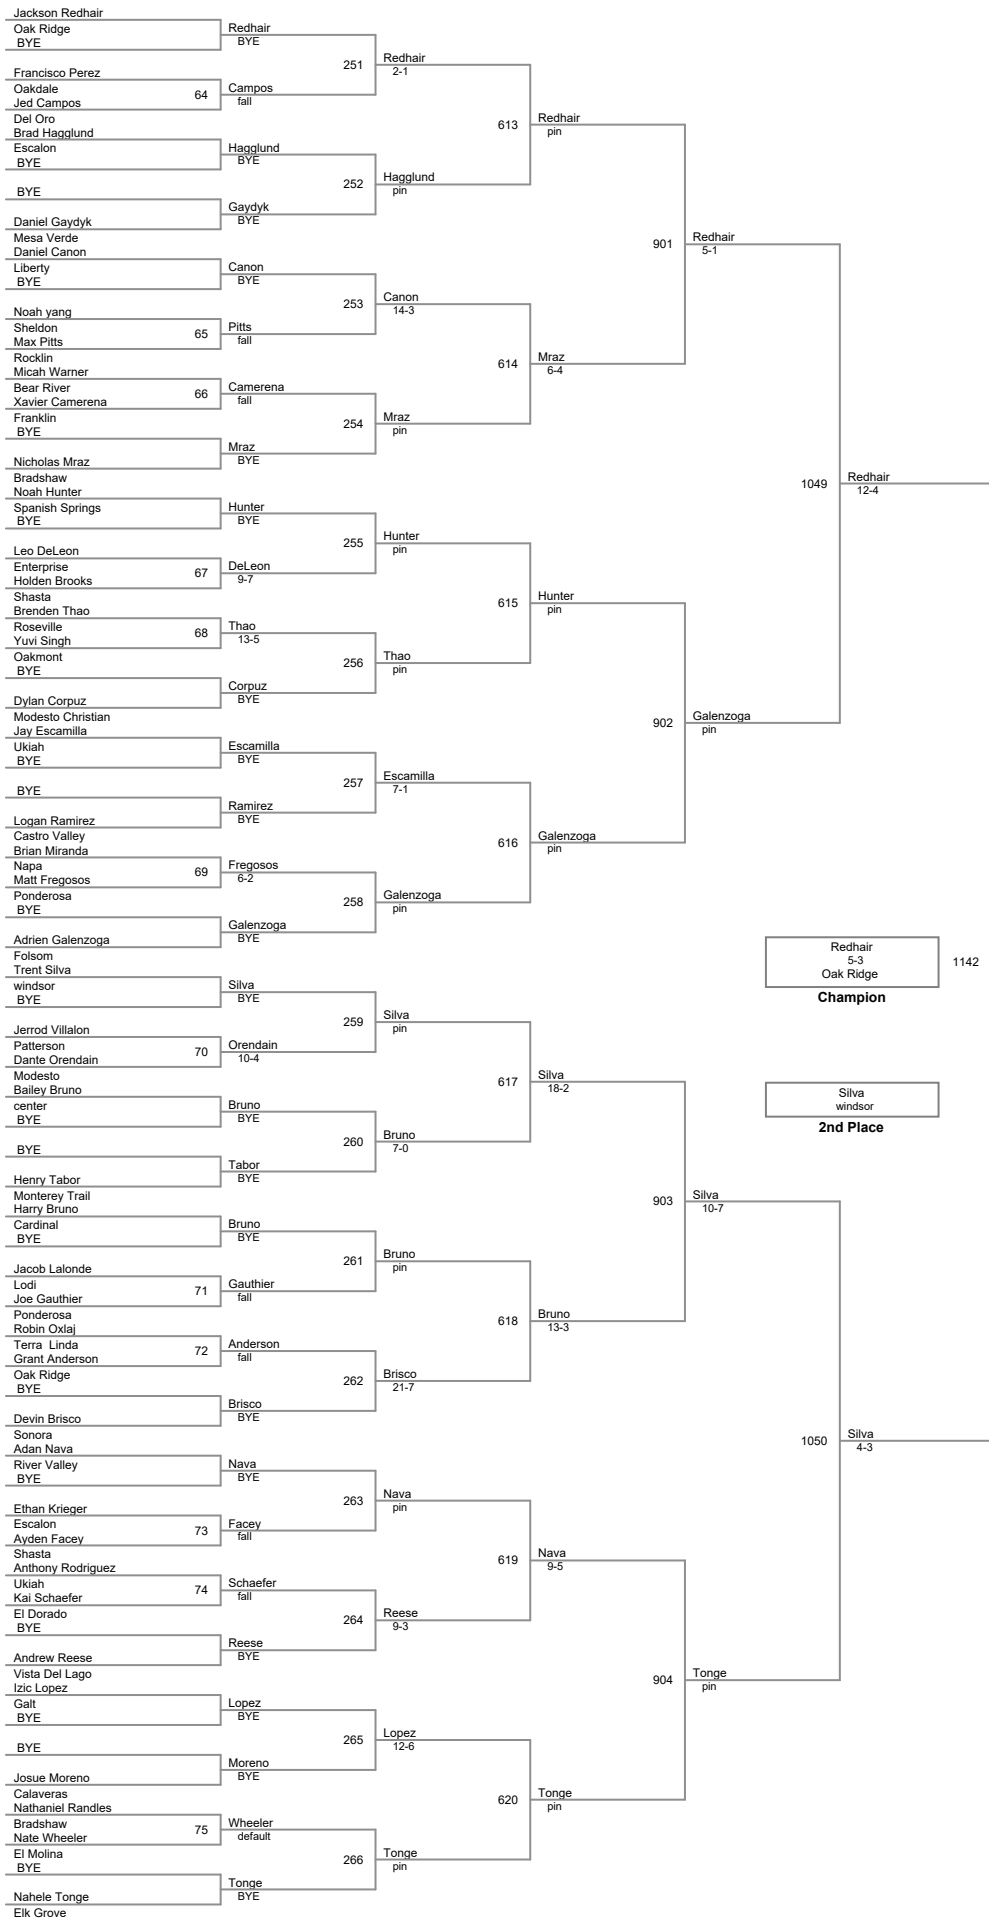 Jackson Redhair
Oak Ridge
BYE
Redhair
BYE
251
Redhair
2-1
Francisco Perez
Oakdale
Jed Campos
Del Oro
64
Campos
fall
613
Redhair
pin
Brad Hagglund
Escalon
BYE
Hagglund
BYE
252
Hagglund
pin
BYE
Daniel Gaydyk
Mesa Verde
Gaydyk
BYE
901
Redhair
5-1
Daniel Canon
Liberty
BYE
Canon
BYE
253
Canon
14-3
Noah yang
Sheldon
Max Pitts
Rocklin
65
Pitts
fall
614
Mraz
6-4
Micah Warner
Bear River
Xavier Camerena
Franklin
66
Camerena
fall
254
Mraz
pin
BYE
Nicholas Mraz
Bradshaw
Mraz
BYE
1049
Redhair
12-4
Noah Hunter
Spanish Springs
BYE
Hunter
BYE
255
Hunter
pin
Leo DeLeon
Enterprise
Holden Brooks
Shasta
67
DeLeon
9-7
615
Hunter
pin
Brenden Thao
Roseville
Yuvi Singh
Oakmont
68
Thao
13-5
256
Thao
pin
BYE
Dylan Corpuz
Modesto Christian
Corpuz
BYE
902
Galenzoga
pin
Jay Escamilla
Ukiah
BYE
Escamilla
BYE
257
Escamilla
7-1
BYE
Logan Ramirez
Castro Valley
Ramirez
BYE
616
Galenzoga
pin
Brian Miranda
Napa
Matt Fregosos
Ponderosa
69
Fregosos
6-2
258
Galenzoga
pin
BYE
Adrien Galenzoga
Folsom
Galenzoga
BYE
Redhair
5-3
Oak Ridge
1142
Champion
Trent Silva
windsor
BYE
Silva
BYE
259
Silva
pin
Jerrod Villalon
Patterson
Dante Orendain
Modesto
70
Orendain
10-4
617
Silva
18-2
Silva
windsor
2nd Place
Bailey Bruno
center
BYE
Bruno
BYE
260
Bruno
7-0
BYE
Henry Tabor
Monterey Trail
Tabor
BYE
903
Silva
10-7
Harry Bruno
Cardinal
BYE
Bruno
BYE
261
Bruno
pin
Jacob Lalonde
Lodi
Joe Gauthier
Ponderosa
71
Gauthier
fall
618
Bruno
13-3
Robin Oxlaj
Terra Linda
Grant Anderson
Oak Ridge
72
Anderson
fall
262
Brisco
21-7
BYE
Devin Brisco
Sonora
Brisco
BYE
1050
Silva
4-3
Adan Nava
River Valley
BYE
Nava
BYE
263
Nava
pin
Ethan Krieger
Escalon
Ayden Facey
Shasta
73
Facey
fall
619
Nava
9-5
Anthony Rodriguez
Ukiah
Kai Schaefer
El Dorado
74
Schaefer
fall
264
Reese
9-3
BYE
Andrew Reese
Vista Del Lago
Reese
BYE
904
Tonge
pin
Izic Lopez
Galt
BYE
Lopez
BYE
265
Lopez
12-6
BYE
Josue Moreno
Calaveras
Moreno
BYE
620
Tonge
pin
Nathaniel Randles
Bradshaw
Nate Wheeler
El Molina
75
Wheeler
default
266
Tonge
pin
BYE
Nahele Tonge
Elk Grove
Tonge
BYE